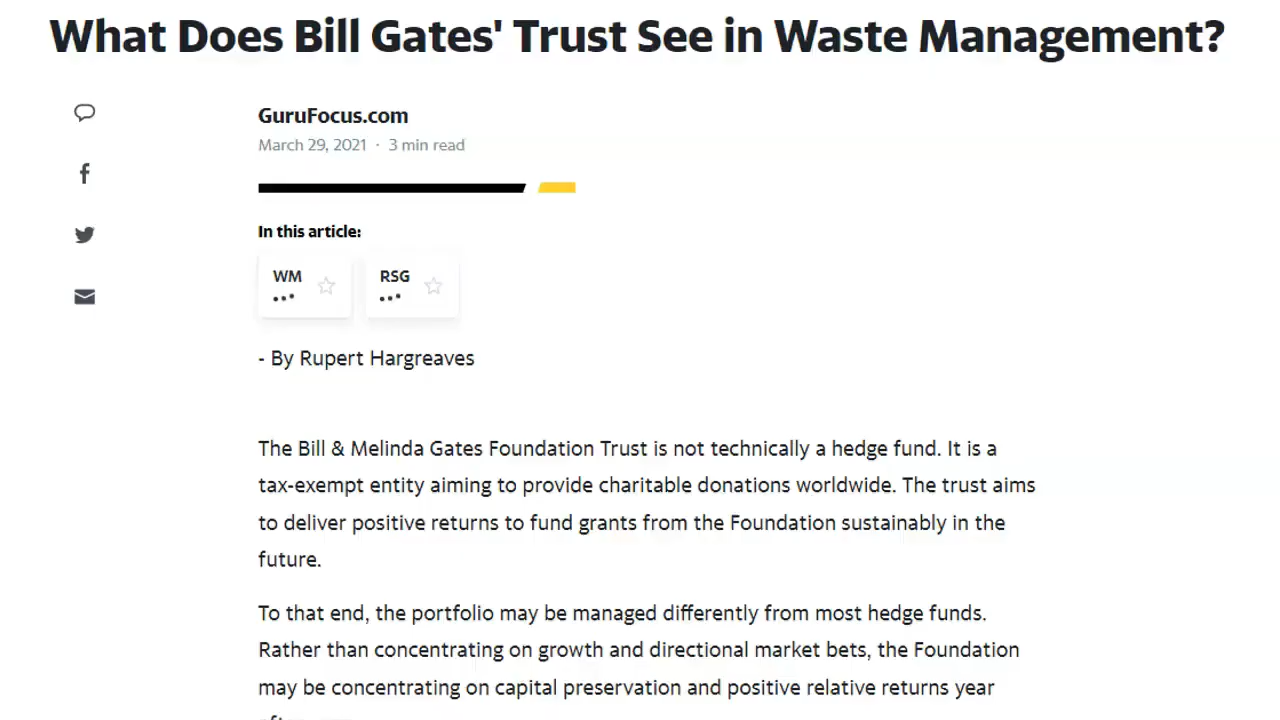 What Does Bill Gates' Trust See in Waste Management?
GuruFocus.com
March 29, 2021 · 3 min read
In this article:
WM
RSG
- By Rupert Hargreaves
The Bill & Melinda Gates Foundation Trust is not technically a hedge fund. It is a
tax-exempt entity aiming to provide charitable donations worldwide. The trust aims
to deliver positive returns to fund grants from the Foundation sustainably in the
future.
To that end, the portfolio may be managed differently from most hedge funds.
Rather than concentrating on growth and directional market bets, the Foundation
may be concentrating on capital preservation and positive relative returns year